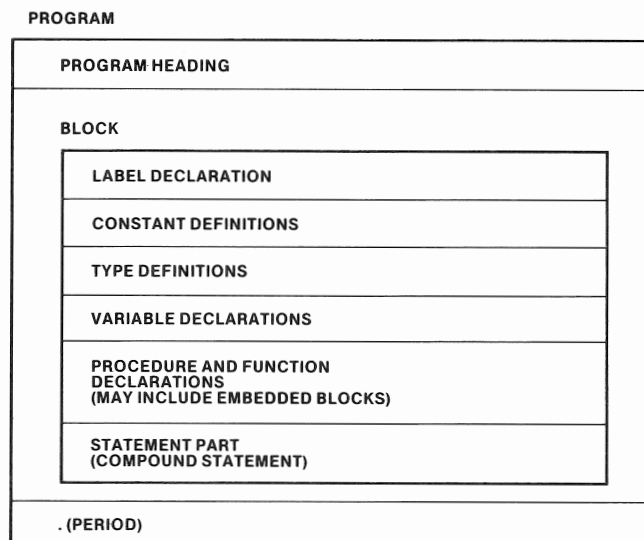 PROGRAM
PROGRAM HEADING
BLOCK
LABEL DECLARATION
CONSTANT DEFINITIONS
TYPE DEFINITIONS
VARIABLE DECLARATIONS
PROCEDURE AND FUNCTION
DECLARATIONS
(MAY INCLUDE EMBEDDED BLOCKS)
STATEMENT PART
(COMPOUND STATEMENT)
. (PERIOD)